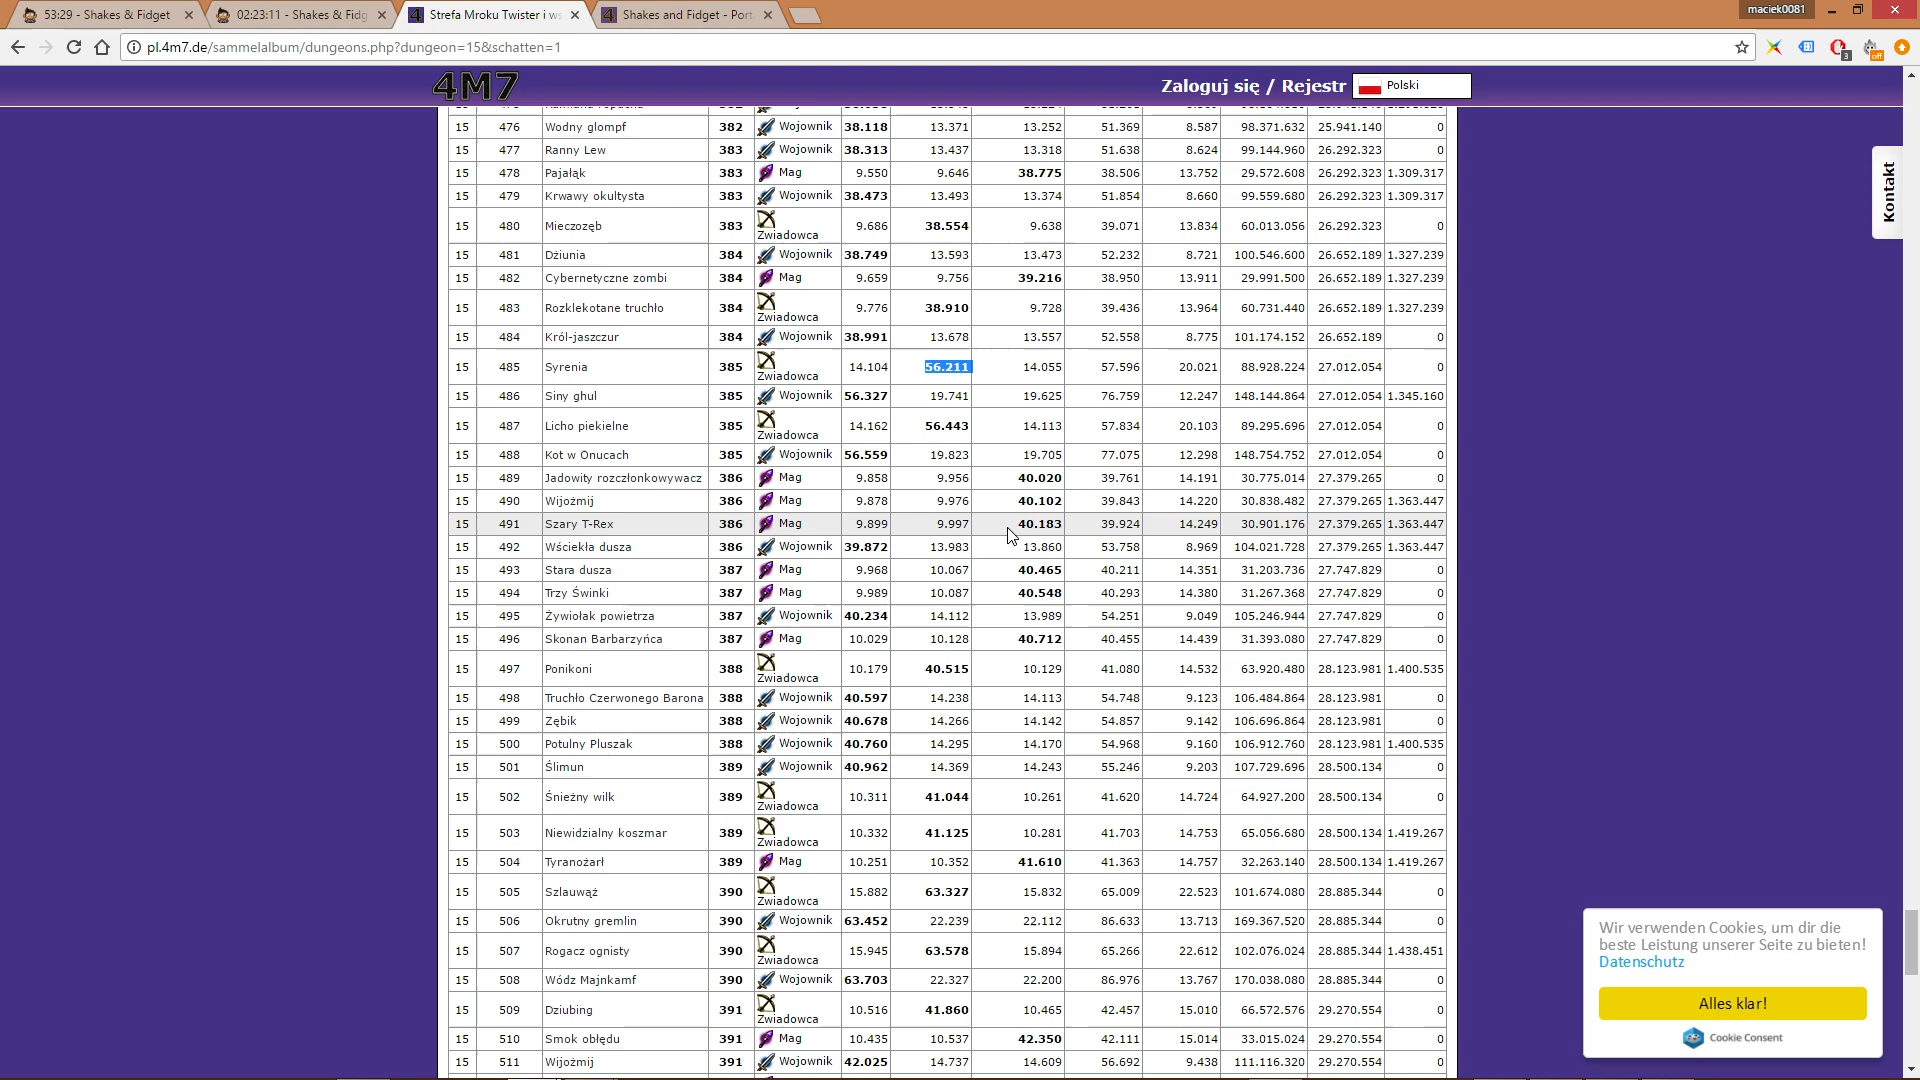 53:29 - Shakes & Fidget
02:23:11 - Shakes & Fidg
Strefa Mroku Twister i ws
Shakes and Fidget - Port
maciek0081
pl.4m7.de/sammelalbum/dungeons.php?dungeon=15&schatten=1
3
off
4M7
Zaloguj się / Rejestr
Polski
Kontakt
15 476 Wodny glompf 382 Wojownik 38.118 13.371 13.252 51.369 8.587 98.371.632 25.941.140 0
15 477 Ranny Lew 383 Wojownik 38.313 13.437 13.318 51.638 8.624 99.144.960 26.292.323 0
15 478 Pajałąk 383 Mag 9.550 9.646 38.775 38.506 13.752 29.572.608 26.292.323 1.309.317
15 479 Krwawy okultysta 383 Wojownik 38.473 13.493 13.374 51.854 8.660 99.559.680 26.292.323 1.309.317
15 480 Mieczozęb 383 Zwiadowca 9.686 38.554 9.638 39.071 13.834 60.013.056 26.292.323 0
15 481 Dżiunia 384 Wojownik 38.749 13.593 13.473 52.232 8.721 100.546.600 26.652.189 1.327.239
15 482 Cybernetyczne zombi 384 Mag 9.659 9.756 39.216 38.950 13.911 29.991.500 26.652.189 1.327.239
15 483 Rozklekotane truchło 384 Zwiadowca 9.776 38.910 9.728 39.436 13.964 60.731.440 26.652.189 1.327.239
15 484 Król-jaszczur 384 Wojownik 38.991 13.678 13.557 52.558 8.775 101.174.152 26.652.189 0
15 485 Syrenia 385 Zwiadowca 14.104 56.211 14.055 57.596 20.021 88.928.224 27.012.054 0
15 486 Siny ghul 385 Wojownik 56.327 19.741 19.625 76.759 12.247 148.144.864 27.012.054 1.345.160
15 487 Licho piekielne 385 Zwiadowca 14.162 56.443 14.113 57.834 20.103 89.295.696 27.012.054 0
15 488 Kot w Onucach 385 Wojownik 56.559 19.823 19.705 77.075 12.298 148.754.752 27.012.054 0
15 489 Jadowity rozczłonkowywacz 386 Mag 9.858 9.956 40.020 39.761 14.191 30.775.014 27.379.265 0
15 490 Wijożmij 386 Mag 9.878 9.976 40.102 39.843 14.220 30.838.482 27.379.265 1.363.447
15 491 Szary T-Rex 386 Mag 9.899 9.997 40.183 39.924 14.249 30.901.176 27.379.265 1.363.447
15 492 Wściekła dusza 386 Wojownik 39.872 13.983 13.860 53.758 8.969 104.021.728 27.379.265 1.363.447
15 493 Stara dusza 387 Mag 9.968 10.067 40.465 40.211 14.351 31.203.736 27.747.829 0
15 494 Trzy Świnki 387 Mag 9.989 10.087 40.548 40.293 14.380 31.267.368 27.747.829 0
15 495 Żywiołak powietrza 387 Wojownik 40.234 14.112 13.989 54.251 9.049 105.246.944 27.747.829 0
15 496 Skonan Barbarzyńca 387 Mag 10.029 10.128 40.712 40.455 14.439 31.393.080 27.747.829 0
15 497 Ponikoni 388 Zwiadowca 10.179 40.515 10.129 41.080 14.532 63.920.480 28.123.981 1.400.535
15 498 Truchło Czerwonego Barona 388 Wojownik 40.597 14.238 14.113 54.748 9.123 106.484.864 28.123.981 0
15 499 Zębik 388 Wojownik 40.678 14.266 14.142 54.857 9.142 106.696.864 28.123.981 0
15 500 Potulny Pluszak 388 Wojownik 40.760 14.295 14.170 54.968 9.160 106.912.760 28.123.981 1.400.535
15 501 Ślimun 389 Wojownik 40.962 14.369 14.243 55.246 9.203 107.729.696 28.500.134 0
15 502 Śnieżny wilk 389 Zwiadowca 10.311 41.044 10.261 41.620 14.724 64.927.200 28.500.134 0
15 503 Niewidzialny koszmar 389 Zwiadowca 10.332 41.125 10.281 41.703 14.753 65.056.680 28.500.134 1.419.267
15 504 Tyranożarł 389 Mag 10.251 10.352 41.610 41.363 14.757 32.263.140 28.500.134 1.419.267
15 505 Szlauwąż 390 Zwiadowca 15.882 63.327 15.832 65.009 22.523 101.674.080 28.885.344 0
15 506 Okrutny gremlin 390 Wojownik 63.452 22.239 22.112 86.633 13.713 169.367.520 28.885.344 0
15 507 Rogacz ognisty 390 Zwiadowca 15.945 63.578 15.894 65.266 22.612 102.076.024 28.885.344 1.438.451
15 508 Wódz Majnkamf 390 Wojownik 63.703 22.327 22.200 86.976 13.767 170.038.080 28.885.344 0
15 509 Dziubing 391 Zwiadowca 10.516 41.860 10.465 42.457 15.010 66.572.576 29.270.554 0
15 510 Smok obłędu 391 Mag 10.435 10.537 42.350 42.111 15.014 33.015.024 29.270.554 0
15 511 Wijożmij 391 Wojownik 42.025 14.737 14.609 56.692 9.438 111.116.320 29.270.554 0
Wir verwenden Cookies, um dir die
beste Leistung unserer Seite zu bieten!
Datenschutz
Alles klar!
Cookie Consent